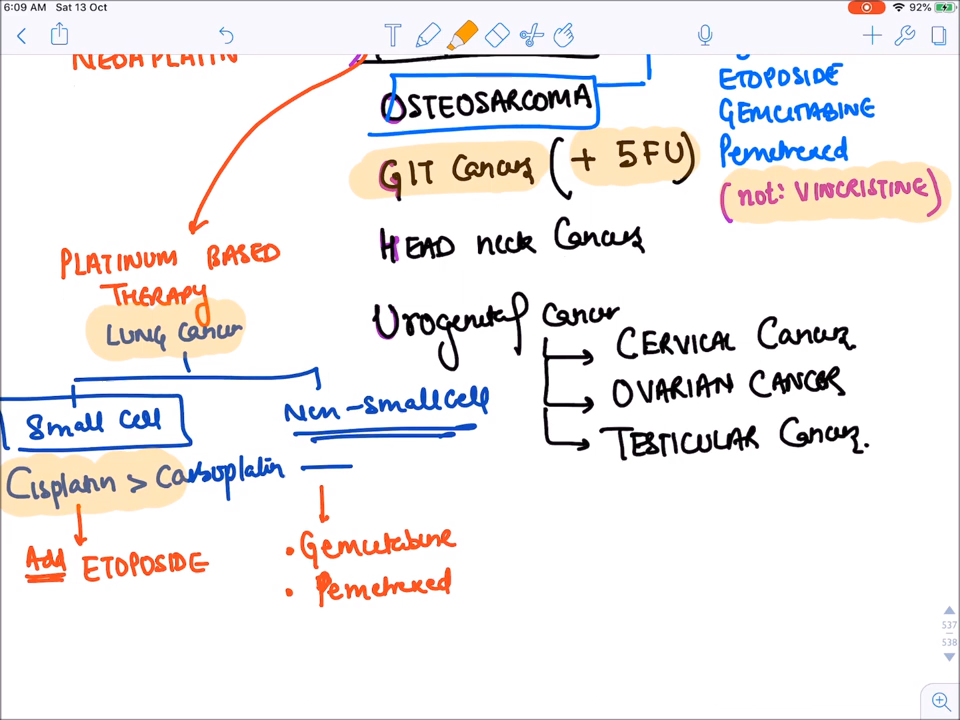 6:09 AM Sat 13 Oct
92%
T
NEDAPLATIN
OSTEOSARCOMA
GIT Cancer (+ 5FU)
HEAD neck Cancer
Urogenital cancer
CERVICAL Cancer
OVARIAN CANCER
TESTICULAR Cancer.
ETOPOSIDE
GEMCITABINE
Pemetrexed
(not: VINCRISTINE)
PLATINUM BASED
THERAPY
LUNG Cancer
Small Cell
Non-small cell
Cisplatin > Carboplatin
Add ETOPOSIDE
• Gemcitabine
• Pemetrexed
537
538